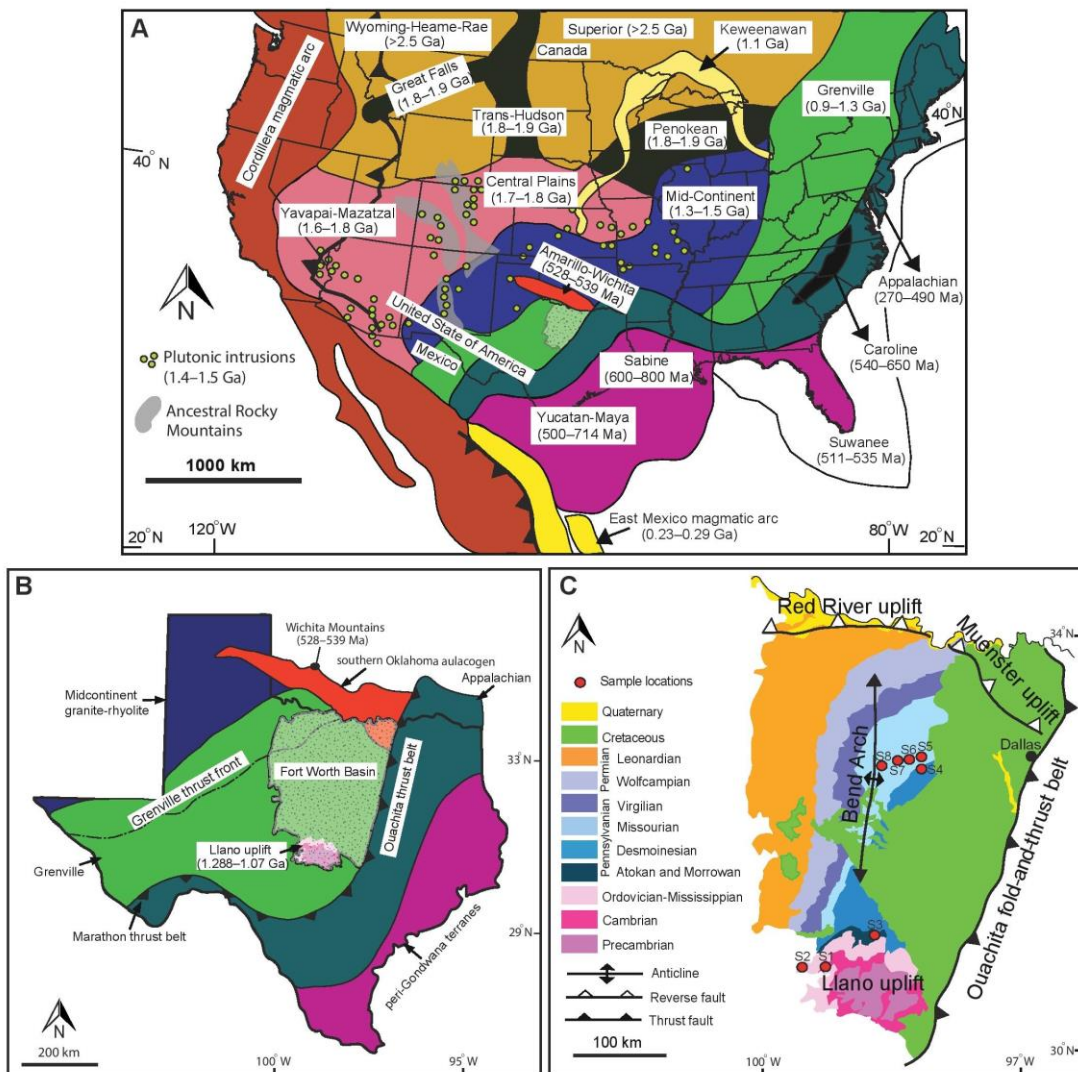 A
Wyoming-Hearne-Rae
(>2.5 Ga)
Superior (>2.5 Ga)
Canada
Keweenawan
(1.1 Ga)
Great Falls
(1.8–1.9 Ga)
Grenville
(0.9–1.3 Ga)
Cordillera magmatic arc
Trans-Hudson
(1.8–1.9 Ga)
Penokean
(1.8–1.9 Ga)
40°N
40°N
Central Plains
(1.7–1.8 Ga)
Mid-Continent
(1.3–1.5 Ga)
Yavapai-Mazatzal
(1.6–1.8 Ga)
Amarillo-Wichita
(528–539 Ma)
N
Appalachian
(270–490 Ma)
United State of America
Mexico
Plutonic intrusions
(1.4–1.5 Ga)
Caroline
(540–650 Ma)
Sabine
(600–800 Ma)
Ancestral Rocky
Mountains
Yucatan-Maya
(500–714 Ma)
Suwanee
(511–535 Ma)
1000 km
East Mexico magmatic arc
(0.23–0.29 Ga)
20°N
120°W
80°W
20°N
B
Wichita Mountains
(528–539 Ma)
southern Oklahoma aulacogen
Appalachian
Midcontinent
granite-rhyolite
33°N
Fort Worth Basin
Grenville thrust front
Ouachita thrust belt
Llano uplift
(1.288–1.07 Ga)
Grenville
Marathon thrust belt
29°N
peri-Gondwana terranes
N
200 km
100°W
95°W
C
Red River uplift
34°N
Muenster uplift
N
Sample locations
Quaternary
Cretaceous
Leonardian
Wolfcampian
Permian
Virgilian
Missourian
Desmoinesian
Atokan and Morrowan
Pennsylvanian
Ordovician-Mississippian
Cambrian
Precambrian
Anticline
Reverse fault
Thrust fault
100 km
Dallas
S8
S6
S5
S7
S4
Bend Arch
Ouachita fold-and-thrust belt
S3
S2
S1
Llano uplift
100°W
97°W
30°N